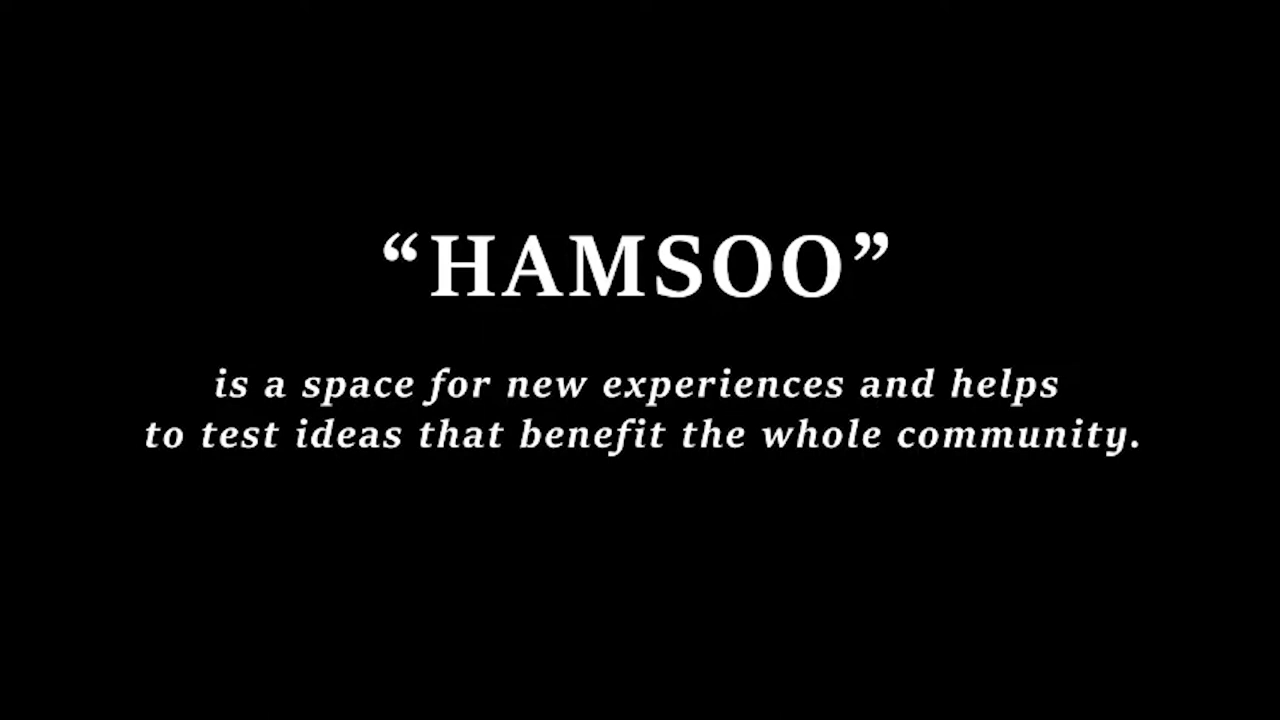 “HAMSOO”
is a space for new experiences and helps
to test ideas that benefit the whole community.